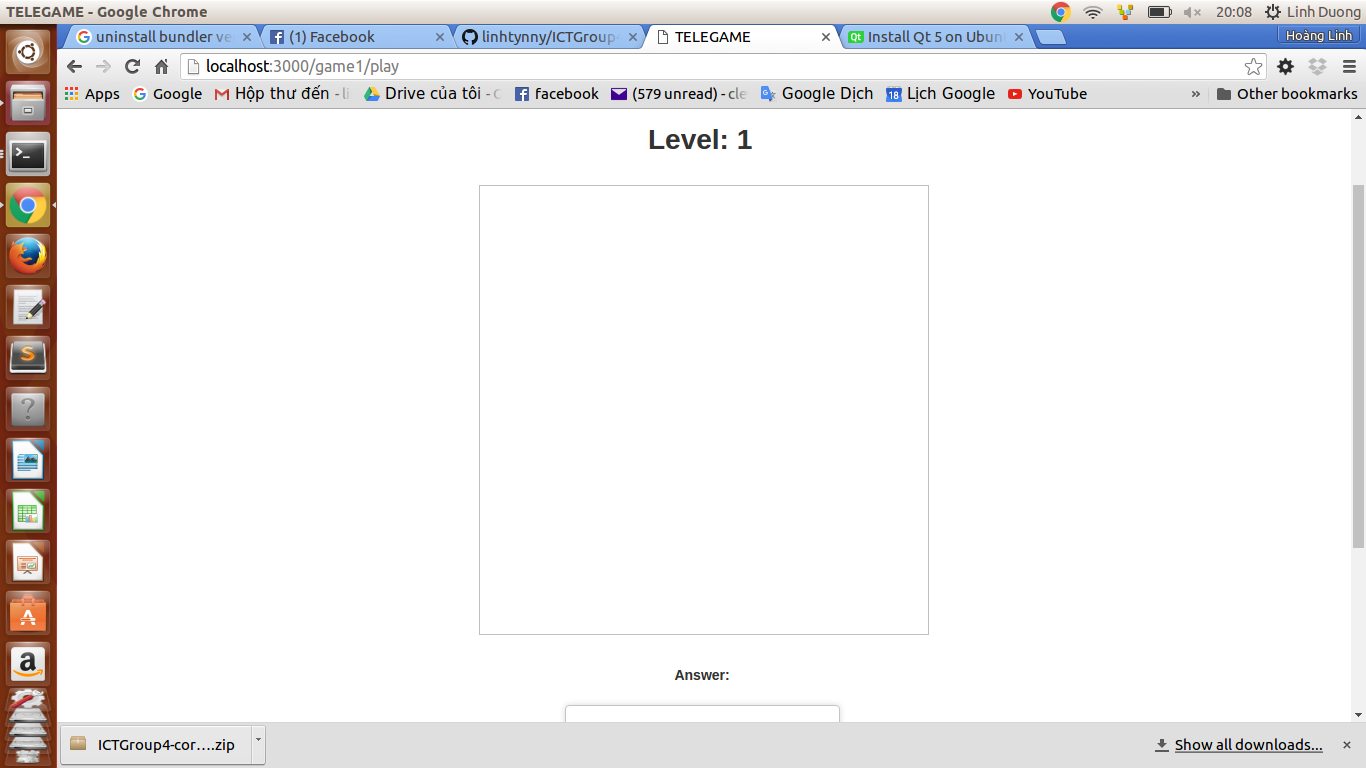 TELEGAME - Google Chrome
20:08 Linh Duong
uninstall bundler ve
(1) Facebook
linhtynny/ICTGroup
TELEGAME
Install Qt 5 on Ubun
Hoàng Linh
localhost:3000/game1/play
Apps
Google
Hộp thư đến - li
Drive của tôi - G
facebook
(579 unread) - cle
Google Dịch
18
Lịch Google
YouTube
»
Other bookmarks
Level: 1
Answer:
ICTGroup4-cor….zip
Show all downloads...